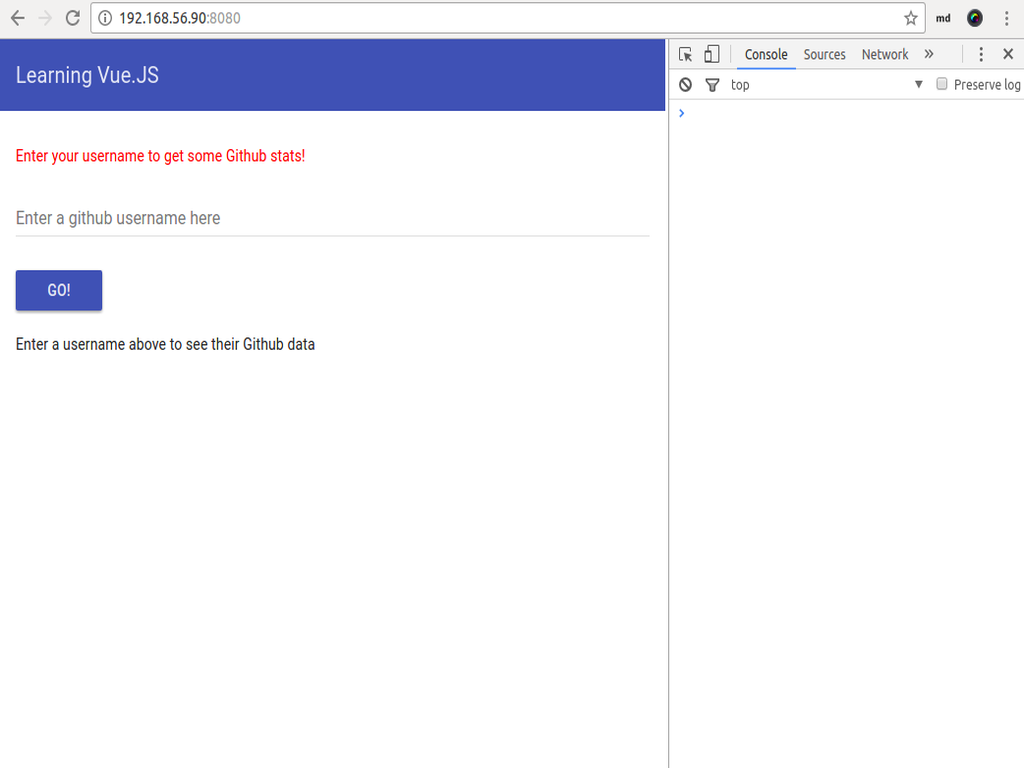 192.168.56.90:8080
md
Learning Vue.JS
Enter your username to get some Github stats!
Enter a github username here
GO!
Enter a username above to see their Github data
Console Sources Network »
top ▼ Preserve log